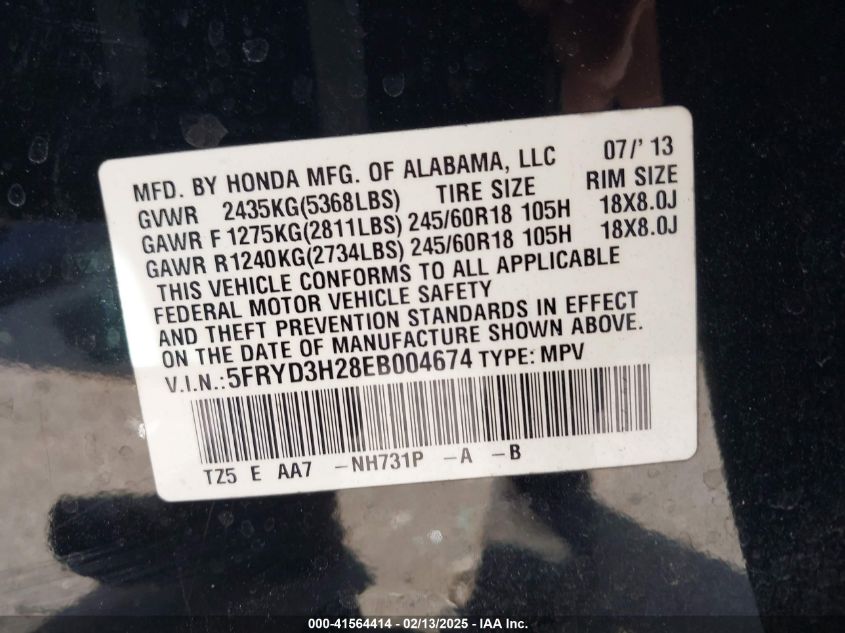 MFD. BY HONDA MFG. OF ALABAMA, LLC 07/' 13
GVWR 2435KG(5368LBS) TIRE SIZE RIM SIZE
GAWR F 1275KG(2811LBS) 245/60R18 105H 18X8.0J
GAWR R 1240KG(2734LBS) 245/60R18 105H 18X8.0J
THIS VEHICLE CONFORMS TO ALL APPLICABLE
FEDERAL MOTOR VEHICLE SAFETY
AND THEFT PREVENTION STANDARDS IN EFFECT
ON THE DATE OF MANUFACTURE SHOWN ABOVE.
V.I.N.: 5FRYD3H28EB004674 TYPE: MPV
TZ5 E AA7 -NH731P -A -B
000-41564414 - 02/13/2025 - IAA Inc.